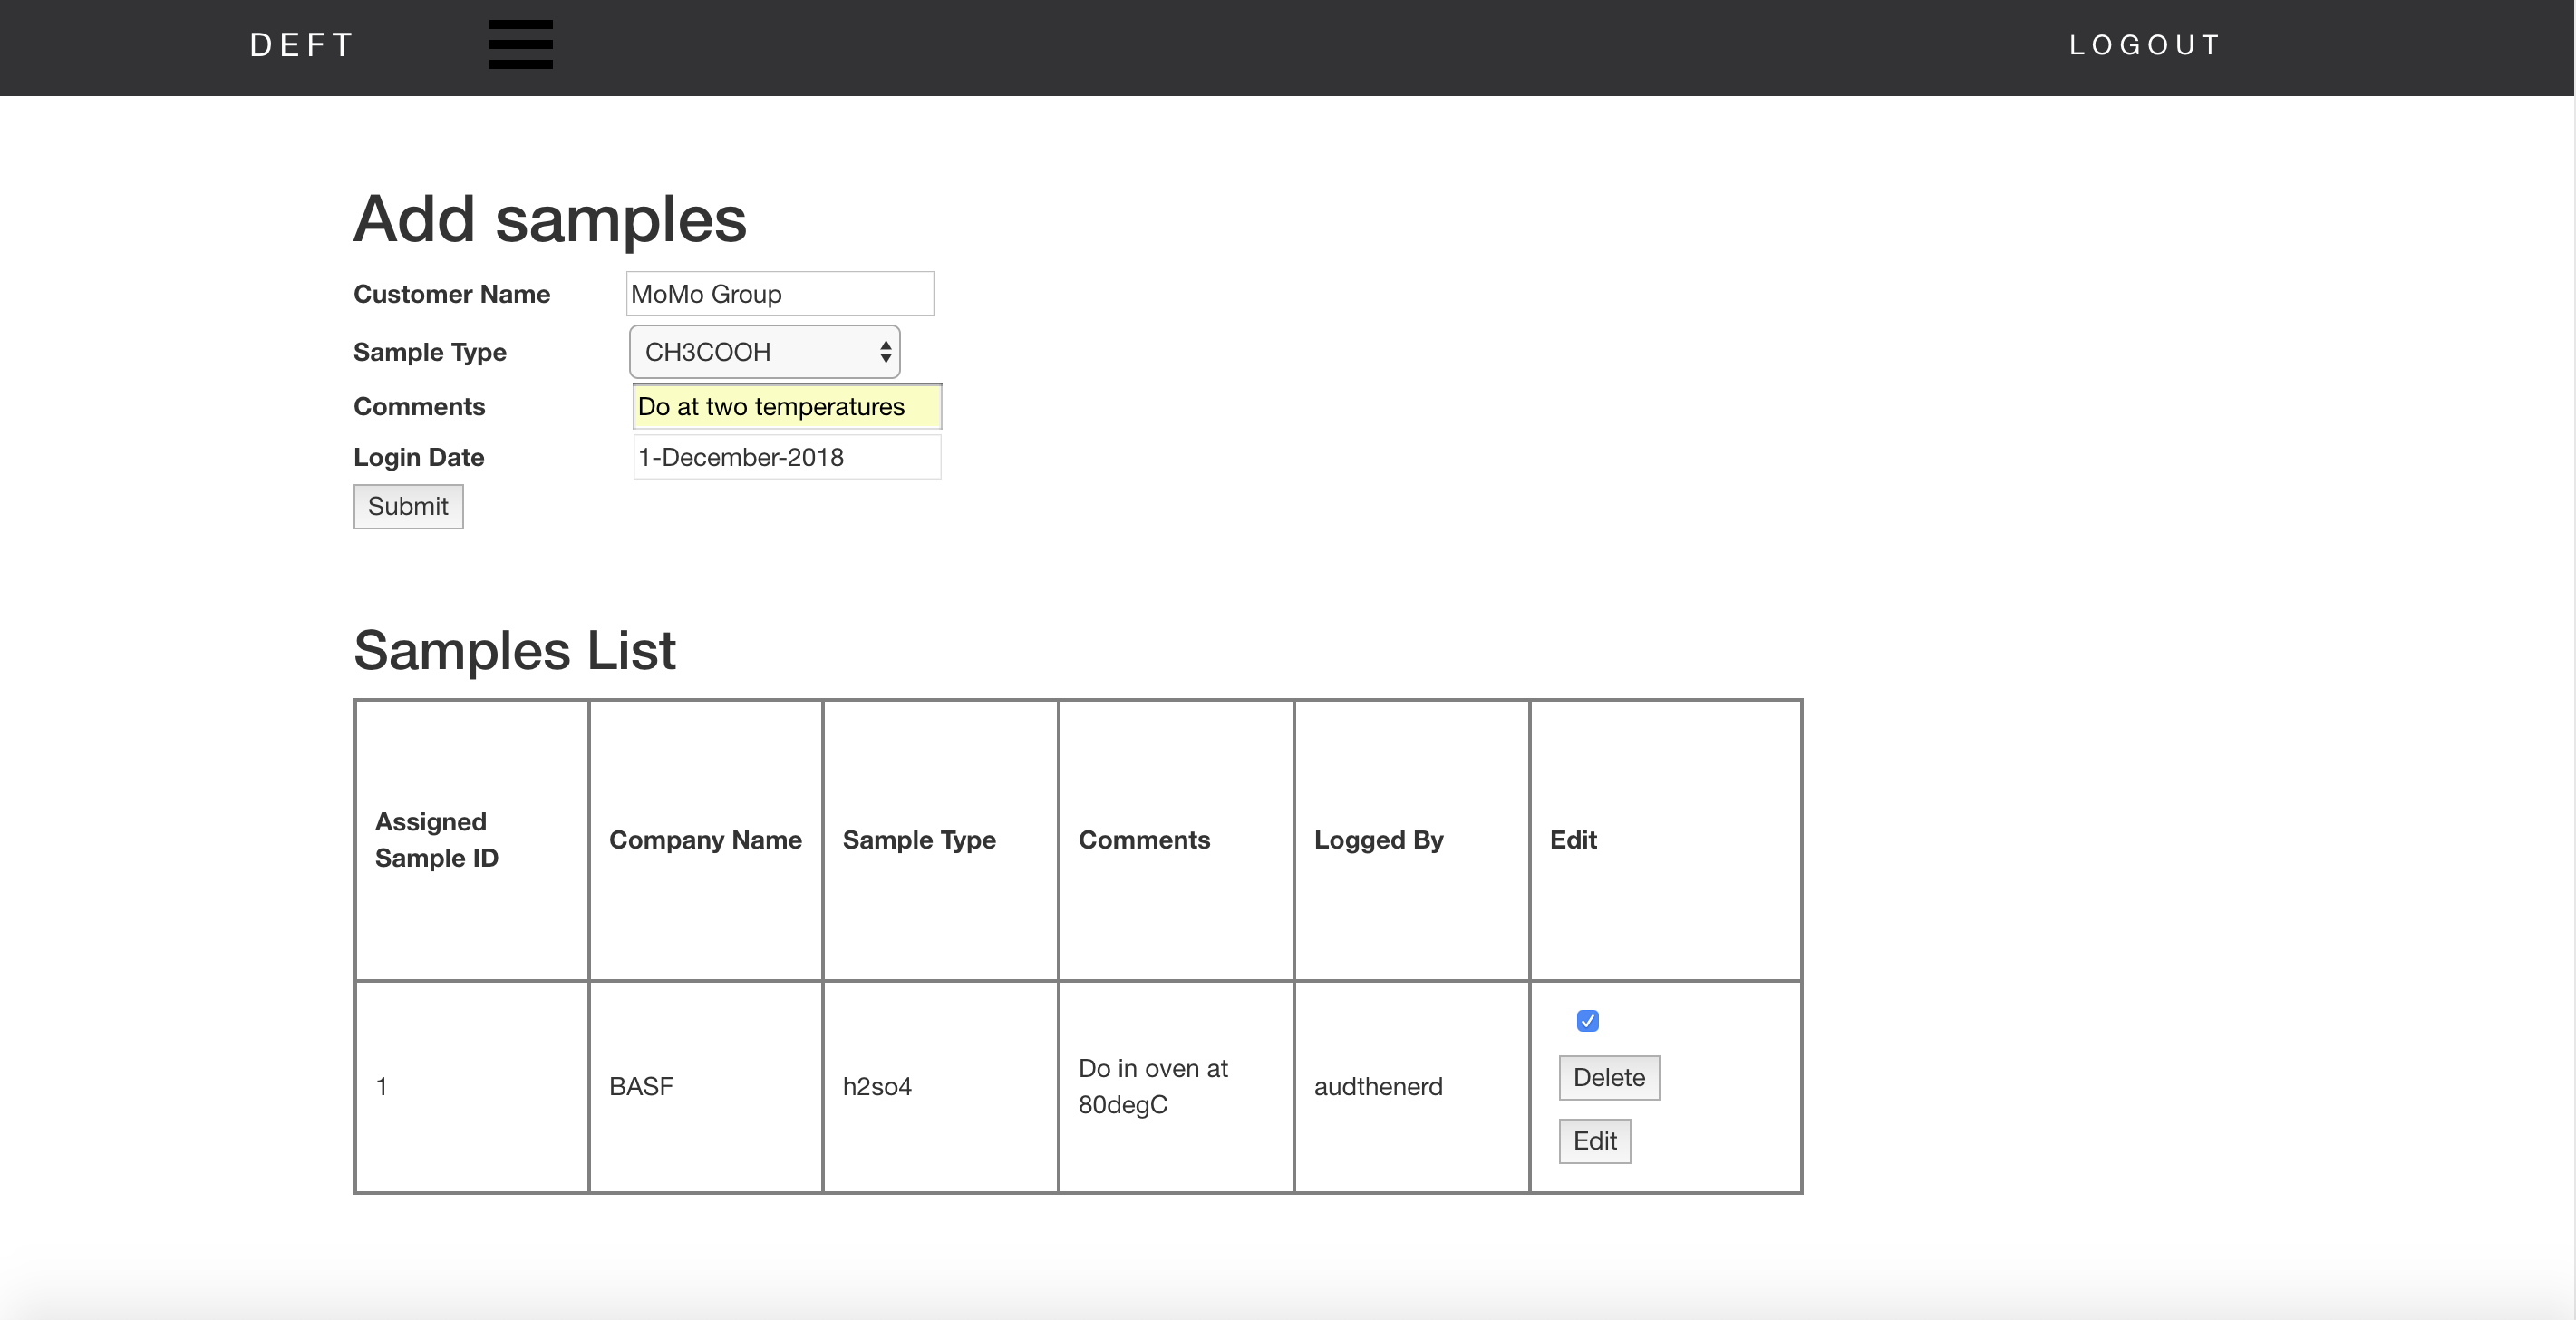 DEFT
LOGOUT
Add samples
Customer Name MoMo Group
Sample Type CH3COOH
Comments Do at two temperatures
Login Date 1-December-2018
Submit
Samples List
Assigned Sample ID Company Name Sample Type Comments Logged By Edit
1 BASF h2so4 Do in oven at 80degC audthenerd
Delete
Edit